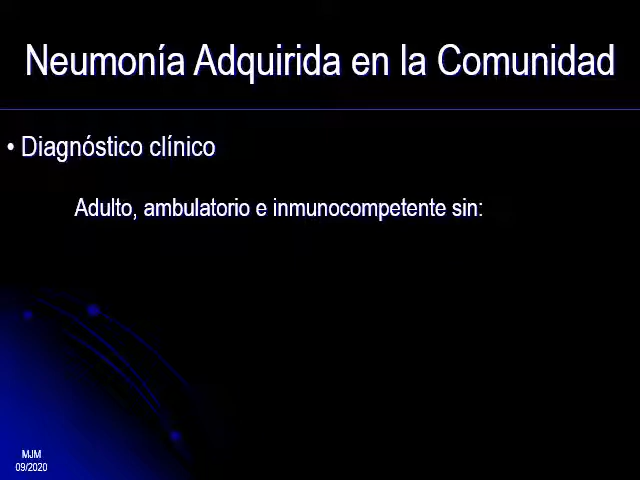 Neumonía Adquirida en la Comunidad
• Diagnóstico clínico
Adulto, ambulatorio e inmunocompetente sin:
MJM
09/2020